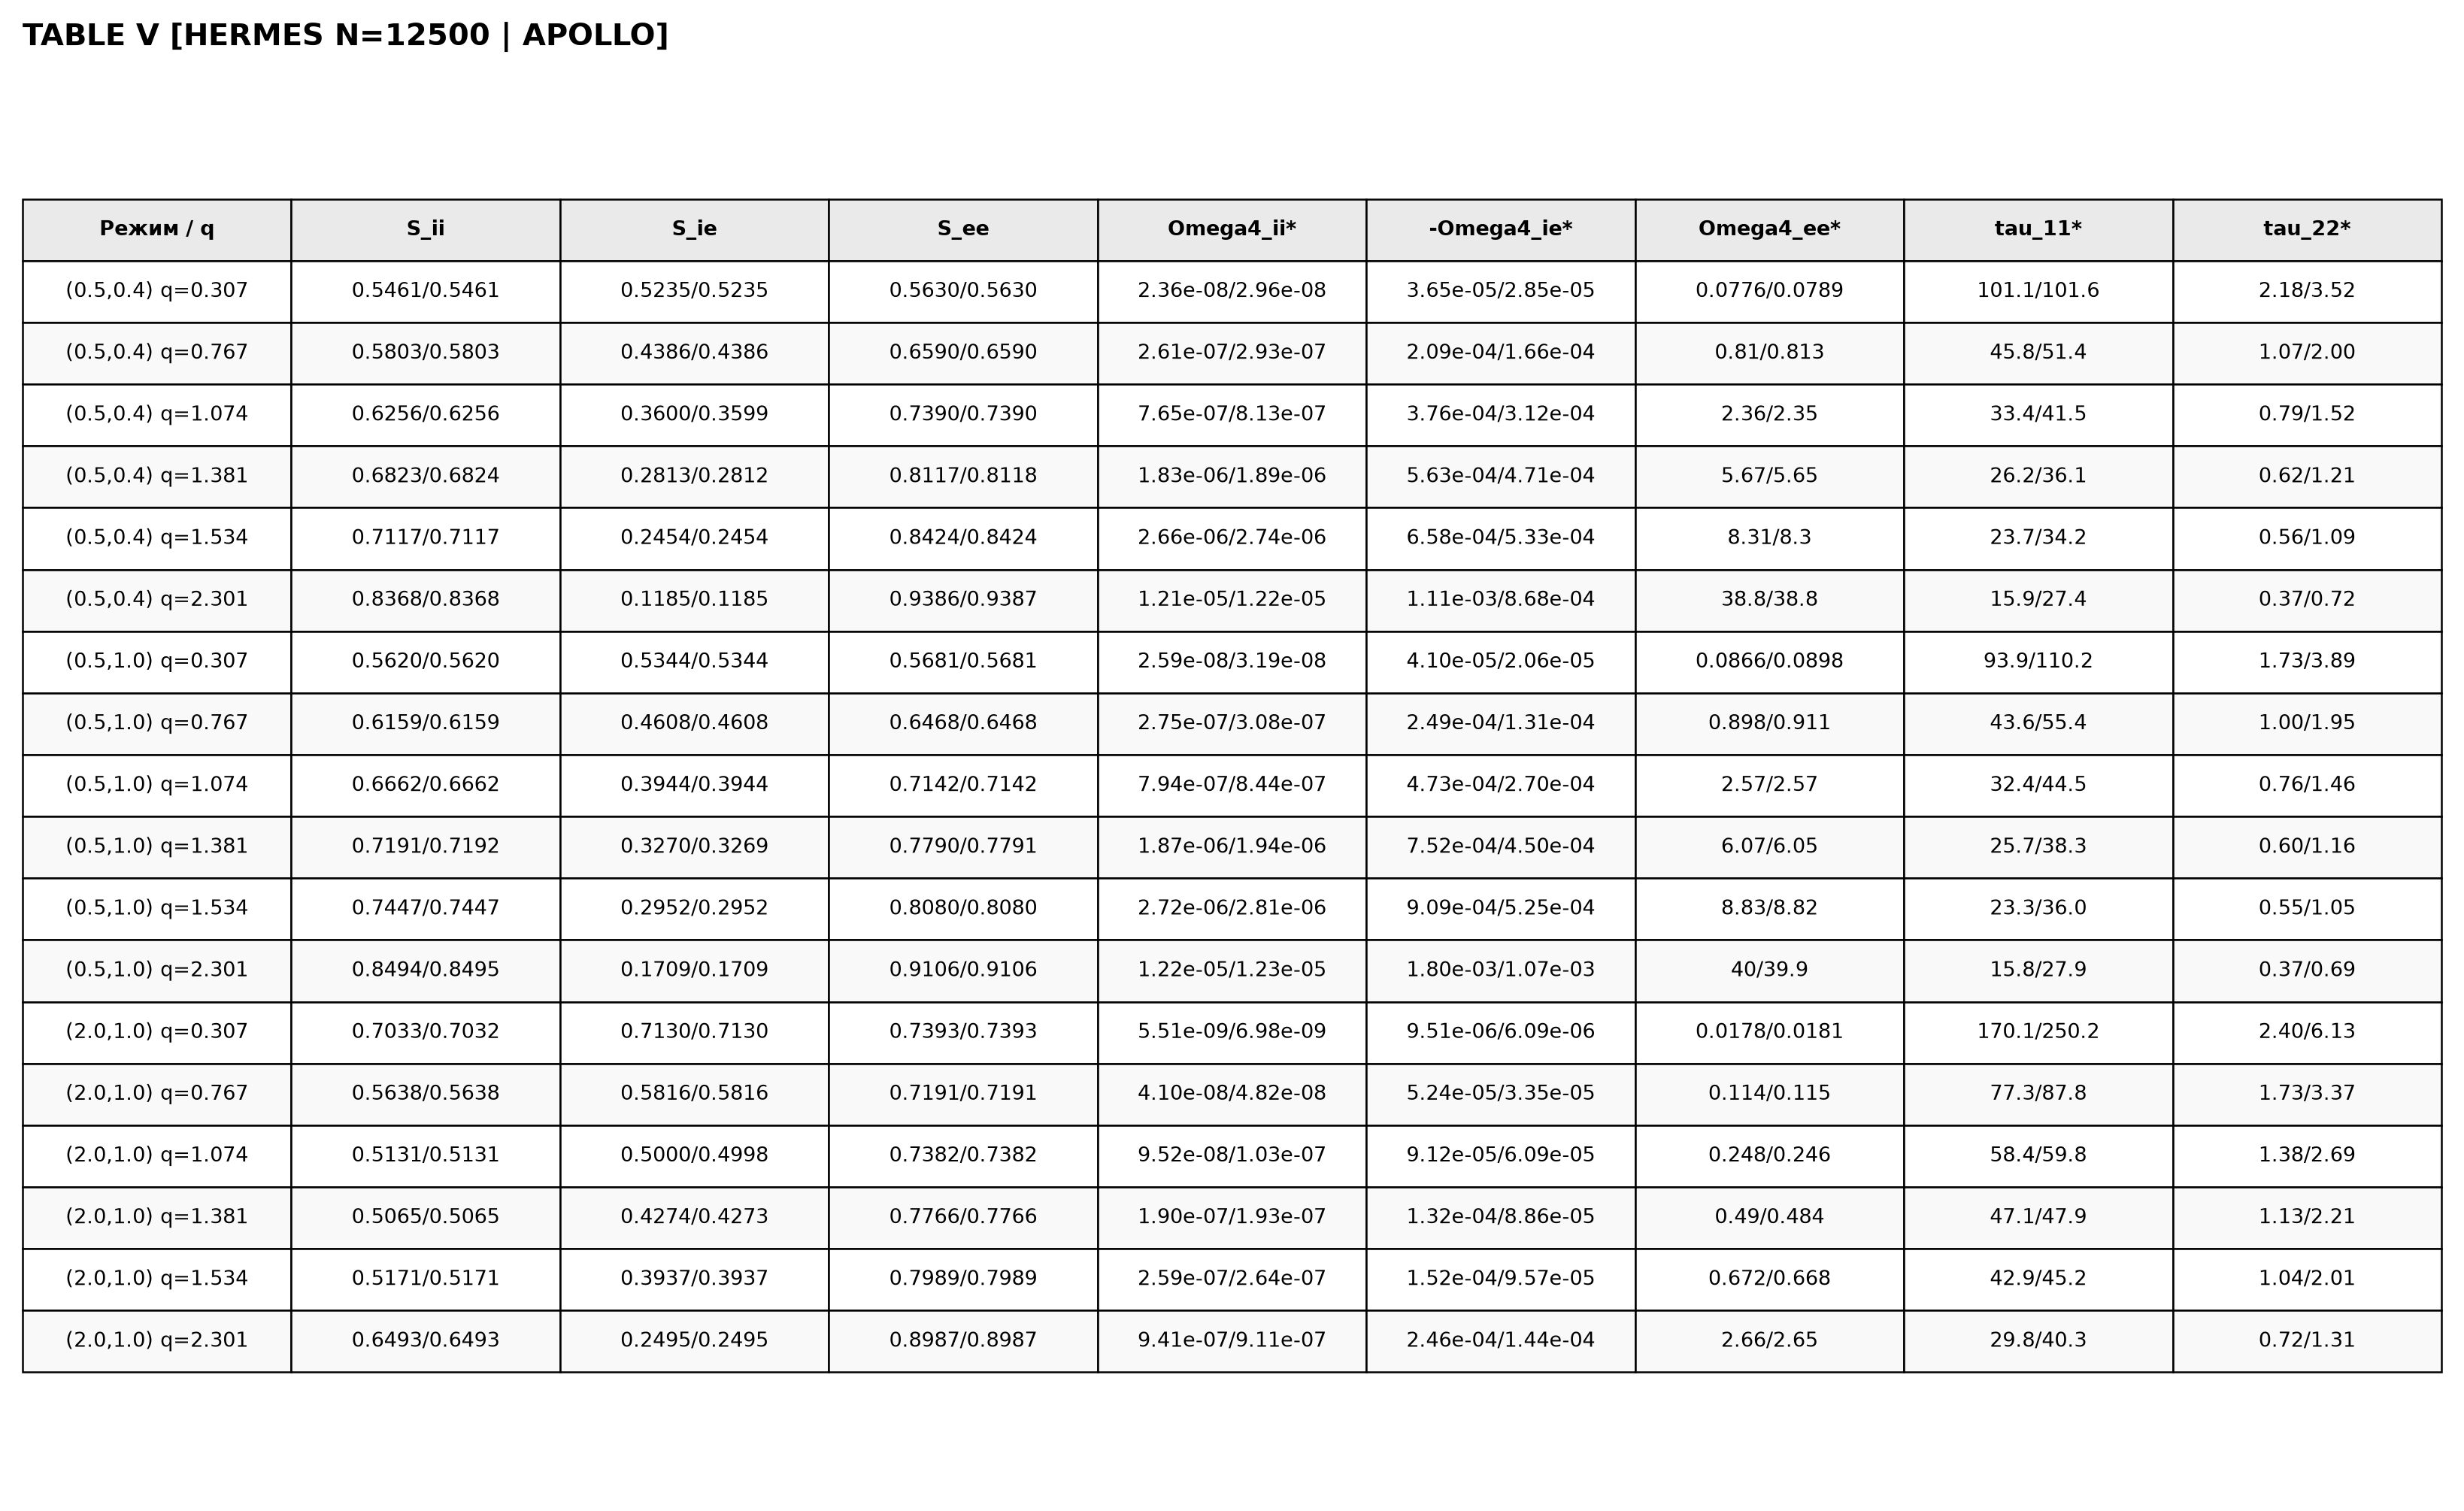 TABLE V [HERMES N=12500 | APOLLO]
Режим / q S_ii S_ie S_ee Omega4_ii* -Omega4_ie* Omega4_ee* tau_11* tau_22*
(0.5,0.4) q=0.307 0.5461/0.5461 0.5235/0.5235 0.5630/0.5630 2.36e-08/2.96e-08 3.65e-05/2.85e-05 0.0776/0.0789 101.1/101.6 2.18/3.52
(0.5,0.4) q=0.767 0.5803/0.5803 0.4386/0.4386 0.6590/0.6590 2.61e-07/2.93e-07 2.09e-04/1.66e-04 0.81/0.813 45.8/51.4 1.07/2.00
(0.5,0.4) q=1.074 0.6256/0.6256 0.3600/0.3599 0.7390/0.7390 7.65e-07/8.13e-07 3.76e-04/3.12e-04 2.36/2.35 33.4/41.5 0.79/1.52
(0.5,0.4) q=1.381 0.6823/0.6824 0.2813/0.2812 0.8117/0.8118 1.83e-06/1.89e-06 5.63e-04/4.71e-04 5.67/5.65 26.2/36.1 0.62/1.21
(0.5,0.4) q=1.534 0.7117/0.7117 0.2454/0.2454 0.8424/0.8424 2.66e-06/2.74e-06 6.58e-04/5.33e-04 8.31/8.3 23.7/34.2 0.56/1.09
(0.5,0.4) q=2.301 0.8368/0.8368 0.1185/0.1185 0.9386/0.9387 1.21e-05/1.22e-05 1.11e-03/8.68e-04 38.8/38.8 15.9/27.4 0.37/0.72
(0.5,1.0) q=0.307 0.5620/0.5620 0.5344/0.5344 0.5681/0.5681 2.59e-08/3.19e-08 4.10e-05/2.06e-05 0.0866/0.0898 93.9/110.2 1.73/3.89
(0.5,1.0) q=0.767 0.6159/0.6159 0.4608/0.4608 0.6468/0.6468 2.75e-07/3.08e-07 2.49e-04/1.31e-04 0.898/0.911 43.6/55.4 1.00/1.95
(0.5,1.0) q=1.074 0.6662/0.6662 0.3944/0.3944 0.7142/0.7142 7.94e-07/8.44e-07 4.73e-04/2.70e-04 2.57/2.57 32.4/44.5 0.76/1.46
(0.5,1.0) q=1.381 0.7191/0.7192 0.3270/0.3269 0.7790/0.7791 1.87e-06/1.94e-06 7.52e-04/4.50e-04 6.07/6.05 25.7/38.3 0.60/1.16
(0.5,1.0) q=1.534 0.7447/0.7447 0.2952/0.2952 0.8080/0.8080 2.72e-06/2.81e-06 9.09e-04/5.25e-04 8.83/8.82 23.3/36.0 0.55/1.05
(0.5,1.0) q=2.301 0.8494/0.8495 0.1709/0.1709 0.9106/0.9106 1.22e-05/1.23e-05 1.80e-03/1.07e-03 40/39.9 15.8/27.9 0.37/0.69
(2.0,1.0) q=0.307 0.7033/0.7032 0.7130/0.7130 0.7393/0.7393 5.51e-09/6.98e-09 9.51e-06/6.09e-06 0.0178/0.0181 170.1/250.2 2.40/6.13
(2.0,1.0) q=0.767 0.5638/0.5638 0.5816/0.5816 0.7191/0.7191 4.10e-08/4.82e-08 5.24e-05/3.35e-05 0.114/0.115 77.3/87.8 1.73/3.37
(2.0,1.0) q=1.074 0.5131/0.5131 0.5000/0.4998 0.7382/0.7382 9.52e-08/1.03e-07 9.12e-05/6.09e-05 0.248/0.246 58.4/59.8 1.38/2.69
(2.0,1.0) q=1.381 0.5065/0.5065 0.4274/0.4273 0.7766/0.7766 1.90e-07/1.93e-07 1.32e-04/8.86e-05 0.49/0.484 47.1/47.9 1.13/2.21
(2.0,1.0) q=1.534 0.5171/0.5171 0.3937/0.3937 0.7989/0.7989 2.59e-07/2.64e-07 1.52e-04/9.57e-05 0.672/0.668 42.9/45.2 1.04/2.01
(2.0,1.0) q=2.301 0.6493/0.6493 0.2495/0.2495 0.8987/0.8987 9.41e-07/9.11e-07 2.46e-04/1.44e-04 2.66/2.65 29.8/40.3 0.72/1.31